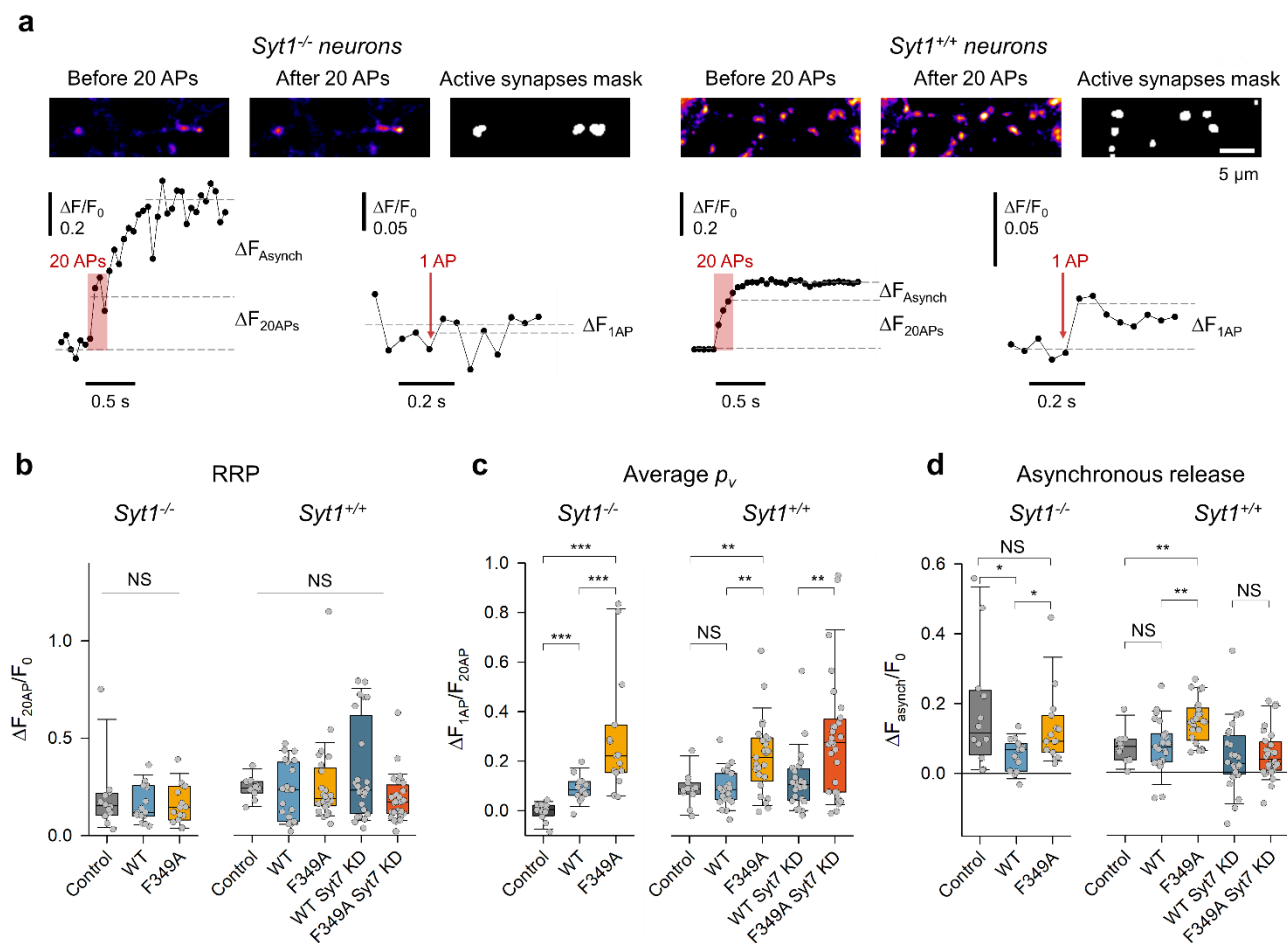 a
Syt1-/- neurons
Syt1+/+ neurons
Before 20 APs After 20 APs Active synapses mask
Before 20 APs After 20 APs Active synapses mask
5 µm
ΔF/F0
0.2
ΔF/F0
0.05
ΔF/F0
0.2
ΔF/F0
0.05
20 APs
1 AP
20 APs
1 AP
ΔFAsynch
ΔF20APs
ΔF1AP
ΔFAsynch
ΔF20APs
ΔF1AP
0.5 s
0.2 s
0.5 s
0.2 s
b
RRP
Syt1-/-
Syt1+/+
NS
NS
ΔF20AP/F0
1.0
0.5
0.0
Control
WT
F349A
Control
WT
F349A
WT Syt7 KD
F349A Syt7 KD
c
Average pv
Syt1-/-
Syt1+/+
***
***
***
**
**
**
NS
ΔF1AP/F20AP
1.0
0.8
0.6
0.4
0.2
0.0
Control
WT
F349A
Control
WT
F349A
WT Syt7 KD
F349A Syt7 KD
d
Asynchronous release
Syt1-/-
Syt1+/+
NS
*
*
**
**
NS
NS
ΔFasynch/F0
0.6
0.4
0.2
0.0
Control
WT
F349A
Control
WT
F349A
WT Syt7 KD
F349A Syt7 KD